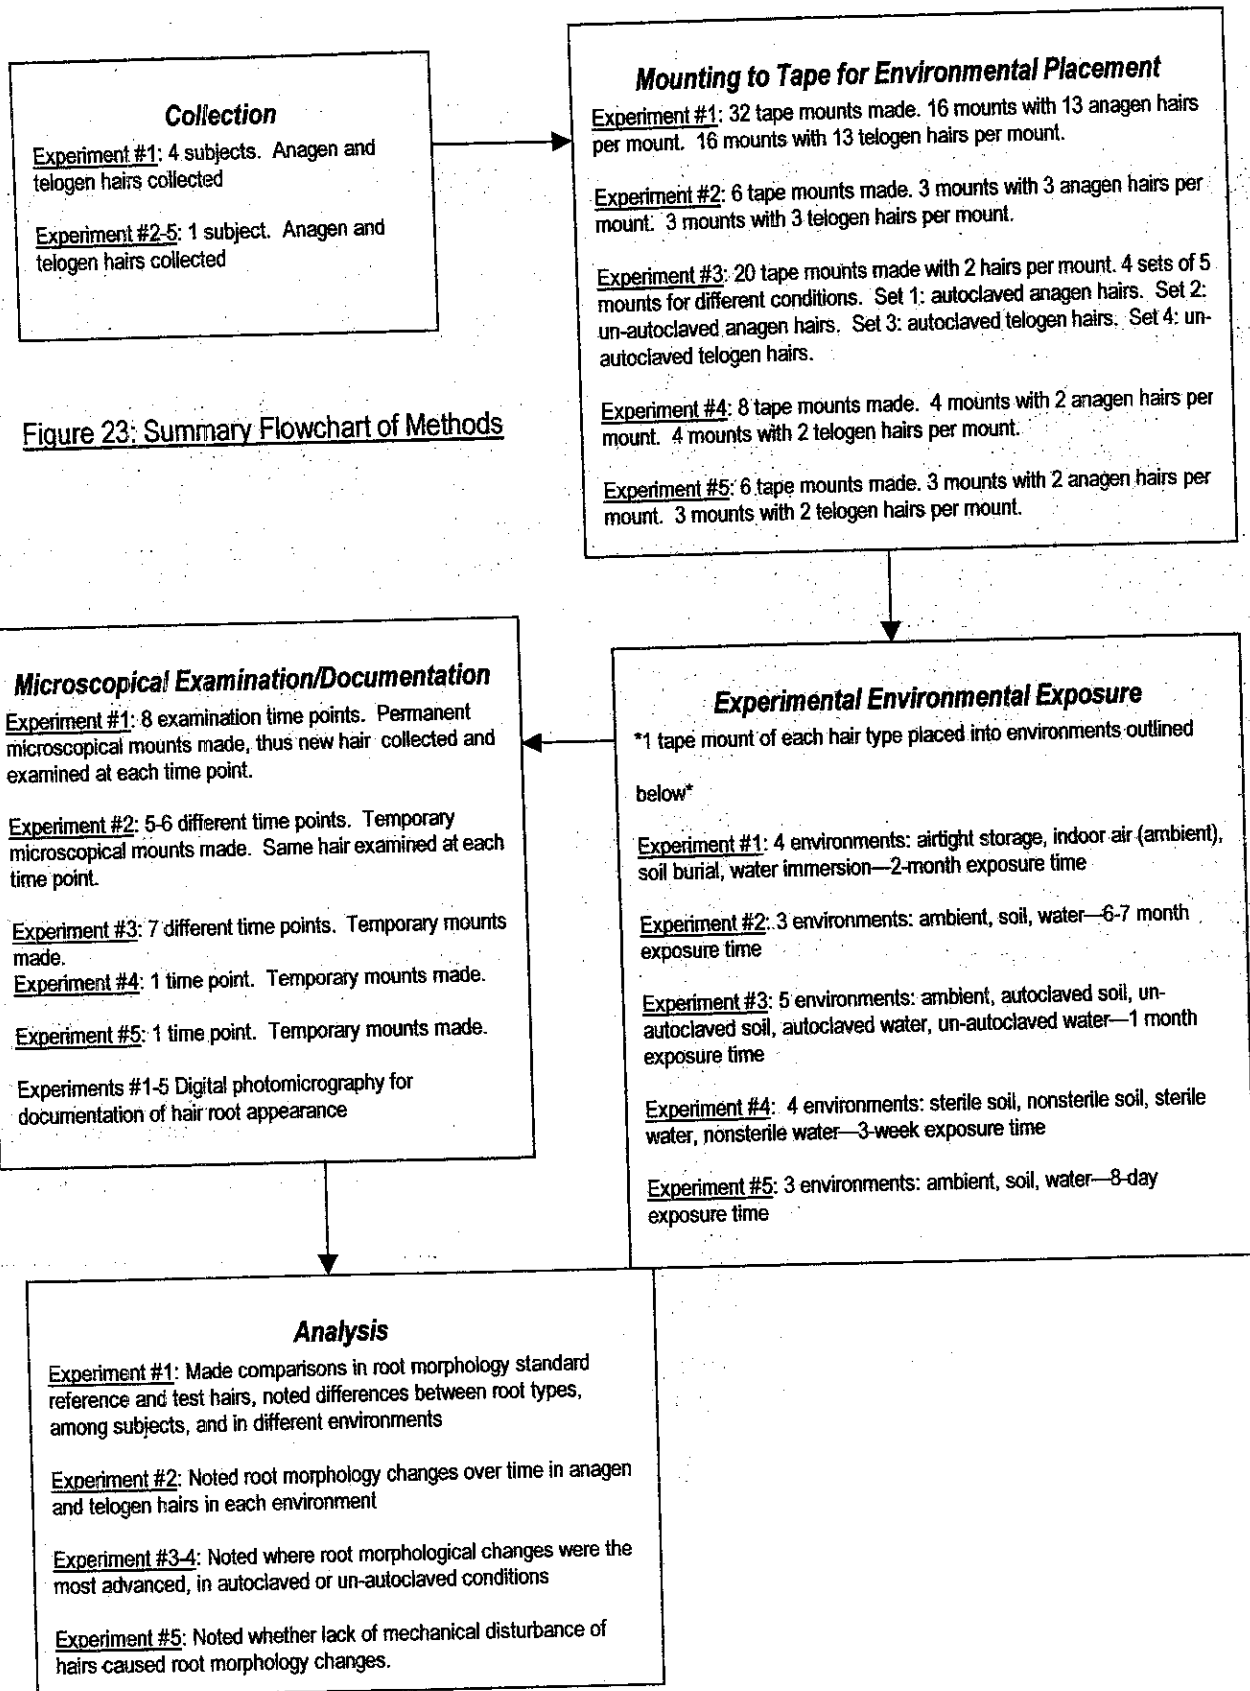 Collection
Experiment #1: 4 subjects. Anagen and
telogen hairs collected
Experiment #2-5: 1 subject. Anagen and
telogen hairs collected
Mounting to Tape for Environmental Placement
Experiment #1: 32 tape mounts made. 16 mounts with 13 anagen hairs
per mount. 16 mounts with 13 telogen hairs per mount.
Experiment #2: 6 tape mounts made. 3 mounts with 3 anagen hairs per
mount. 3 mounts with 3 telogen hairs per mount.
Experiment #3: 20 tape mounts made with 2 hairs per mount. 4 sets of 5
mounts for different conditions. Set 1: autoclaved anagen hairs. Set 2:
un-autoclaved anagen hairs. Set 3: autoclaved telogen hairs. Set 4: un-
autoclaved telogen hairs.
Experiment #4: 8 tape mounts made. 4 mounts with 2 anagen hairs per
mount. 4 mounts with 2 telogen hairs per mount.
Experiment #5: 6 tape mounts made. 3 mounts with 2 anagen hairs per
mount. 3 mounts with 2 telogen hairs per mount.
Figure 23: Summary Flowchart of Methods
Experimental Environmental Exposure
*1 tape mount of each hair type placed into environments outlined
below*
Experiment #1: 4 environments: airtight storage, indoor air (ambient),
soil burial, water immersion—2-month exposure time
Experiment #2: 3 environments: ambient, soil, water—6-7 month
exposure time
Experiment #3: 5 environments: ambient, autoclaved soil, un-
autoclaved soil, autoclaved water, un-autoclaved water—1 month
exposure time
Experiment #4: 4 environments: sterile soil, nonsterile soil, sterile
water, nonsterile water—3-week exposure time
Experiment #5: 3 environments: ambient, soil, water—8-day
exposure time
Microscopical Examination/Documentation
Experiment #1: 8 examination time points. Permanent
microscopical mounts made, thus new hair collected and
examined at each time point.
Experiment #2: 5-6 different time points. Temporary
microscopical mounts made. Same hair examined at each
time point.
Experiment #3: 7 different time points. Temporary mounts
made.
Experiment #4: 1 time point. Temporary mounts made.
Experiment #5: 1 time point. Temporary mounts made.
Experiments #1-5 Digital photomicrography for
documentation of hair root appearance
Analysis
Experiment #1: Made comparisons in root morphology standard
reference and test hairs, noted differences between root types,
among subjects, and in different environments
Experiment #2: Noted root morphology changes over time in anagen
and telogen hairs in each environment
Experiment #3-4: Noted where root morphological changes were the
most advanced, in autoclaved or un-autoclaved conditions
Experiment #5: Noted whether lack of mechanical disturbance of
hairs caused root morphology changes.